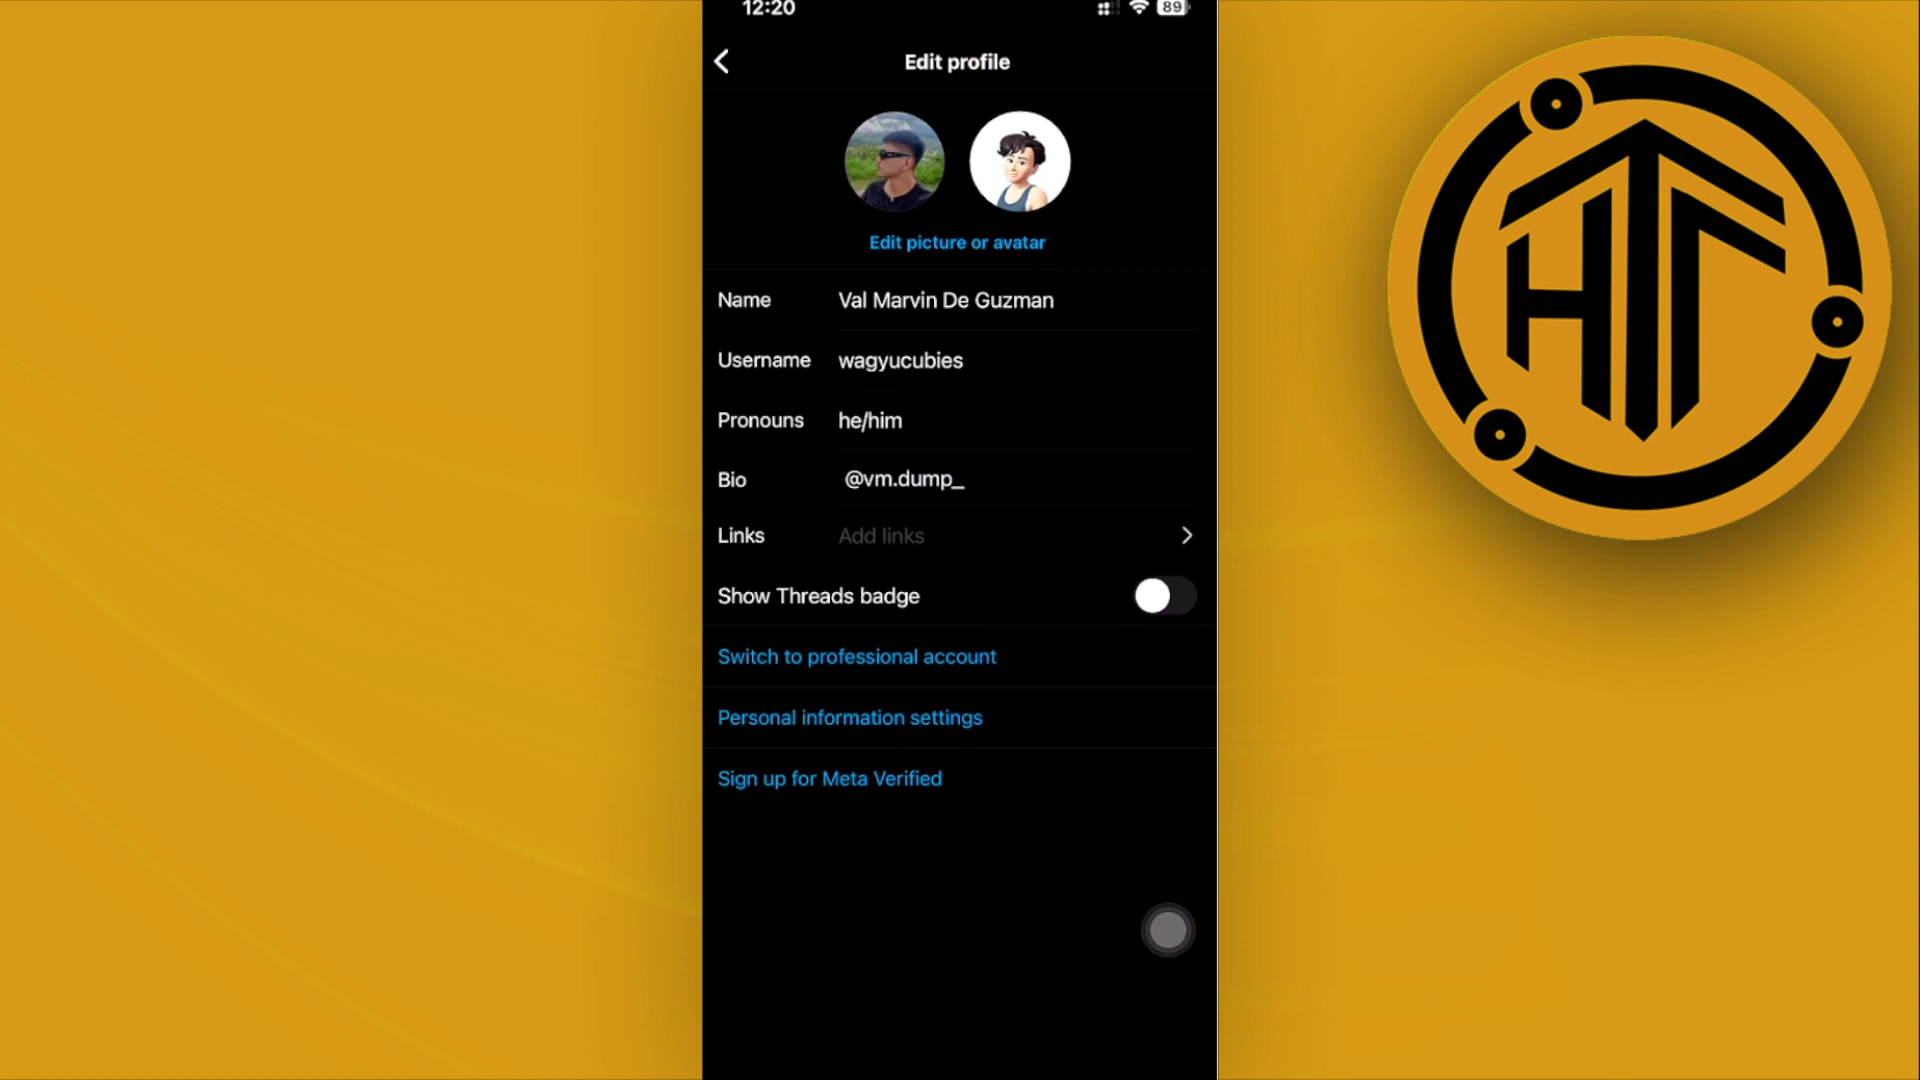 12:20
89
Edit profile
Edit picture or avatar
Name Val Marvin De Guzman
Username wagyucubies
Pronouns he/him
Bio @vm.dump_
Links Add links
Show Threads badge
Switch to professional account
Personal information settings
Sign up for Meta Verified
HT